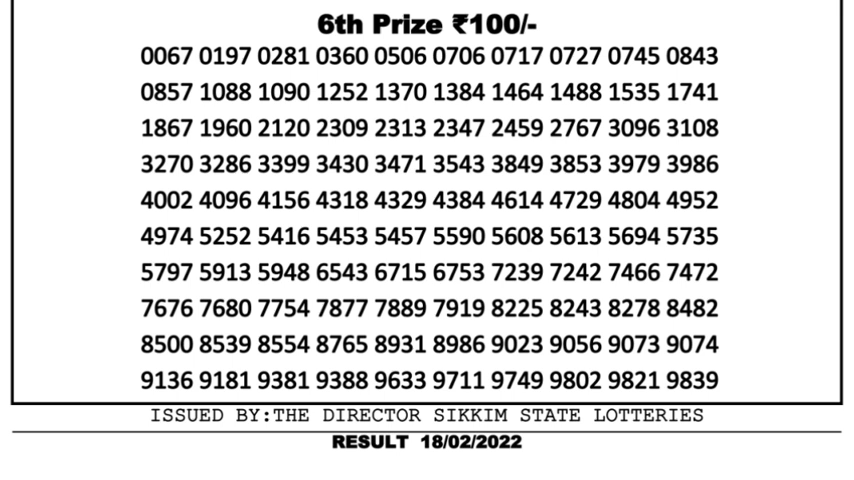 6th Prize ₹100/-
0067 0197 0281 0360 0506 0706 0717 0727 0745 0843
0857 1088 1090 1252 1370 1384 1464 1488 1535 1741
1867 1960 2120 2309 2313 2347 2459 2767 3096 3108
3270 3286 3399 3430 3471 3543 3849 3853 3979 3986
4002 4096 4156 4318 4329 4384 4614 4729 4804 4952
4974 5252 5416 5453 5457 5590 5608 5613 5694 5735
5797 5913 5948 6543 6715 6753 7239 7242 7466 7472
7676 7680 7754 7877 7889 7919 8225 8243 8278 8482
8500 8539 8554 8765 8931 8986 9023 9056 9073 9074
9136 9181 9381 9388 9633 9711 9749 9802 9821 9839
ISSUED BY:THE DIRECTOR SIKKIM STATE LOTTERIES
RESULT 18/02/2022